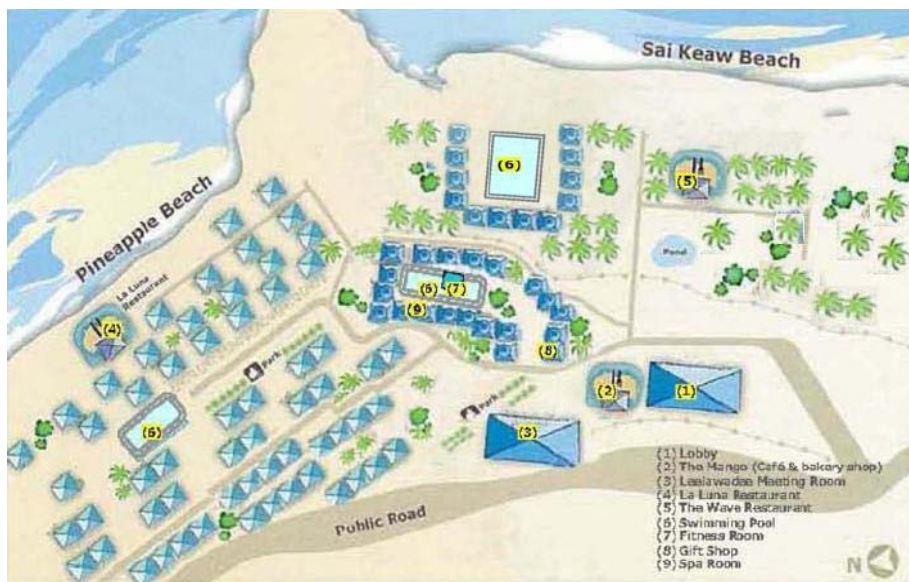 Sai Keaw Beach
(6)
(5)
Pineapple Beach
La Luna
Restaurant
(4)
Pond
(6) (7)
(9)
(8)
Park
(2)
(1)
Park
(6)
(3)
Public Road
(1) Lobby
(2) The Mango (Café & bakery shop)
(3) Leelawadee Meeting Room
(4) La Luna Restaurant
(5) The Wave Restaurant
(6) Swimming Pool
(7) Fitness Room
(8) Gift Shop
(9) Spa Room
N